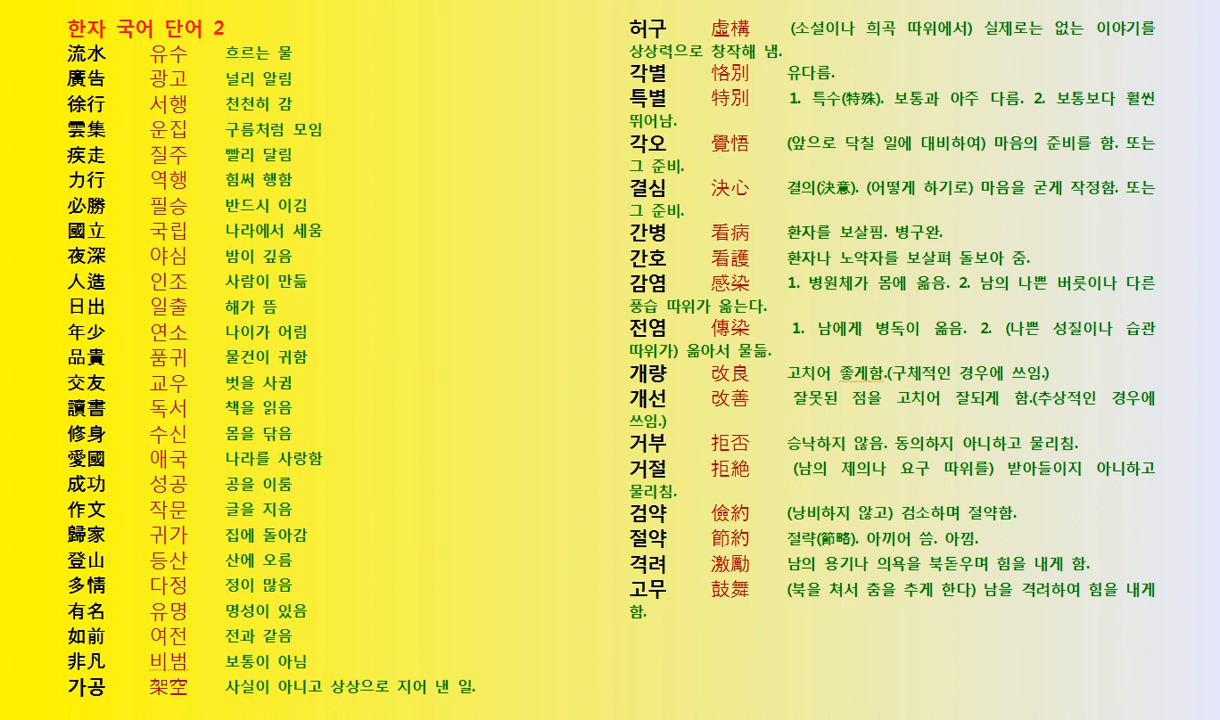 한자 국어 단어 2
流水 유수 흐르는 물
廣告 광고 널리 알림
徐行 서행 천천히 감
雲集 운집 구름처럼 모임
疾走 질주 빨리 달림
力行 역행 힘써 행함
必勝 필승 반드시 이김
國立 국립 나라에서 세움
夜深 야심 밤이 깊음
人造 인조 사람이 만듦
日出 일출 해가 뜸
年少 연소 나이가 어림
品貴 품귀 물건이 귀함
交友 교우 벗을 사귐
讀書 독서 책을 읽음
修身 수신 몸을 닦음
愛國 애국 나라를 사랑함
成功 성공 공을 이룸
作文 작문 글을 지음
歸家 귀가 집에 돌아감
登山 등산 산에 오름
多情 다정 정이 많음
有名 유명 명성이 있음
如前 여전 전과 같음
非凡 비범 보통이 아님
가공 架空 사실이 아니고 상상으로 지어 낸 일.
허구 虛構 (소설이나 희곡 따위에서) 실제로는 없는 이야기를
상상력으로 창작해 냄.
각별 恪別 유다름.
특별 特別 1. 특수(特殊). 보통과 아주 다름. 2. 보통보다 훨씬
뛰어남.
각오 覺悟 (앞으로 닥칠 일에 대비하여) 마음의 준비를 함. 또는
그 준비.
결심 決心 결의(決意). (어떻게 하기로) 마음을 굳게 작정함. 또는
그 준비.
간병 看病 환자를 보살핌. 병구완.
간호 看護 환자나 노약자를 보살펴 돌보아 줌.
감염 感染 1. 병원체가 몸에 옮음. 2. 남의 나쁜 버릇이나 다른
풍습 따위가 옮는다.
전염 傳染 1. 남에게 병독이 옮음. 2. (나쁜 성질이나 습관
따위가) 옮아서 물듦.
개량 改良 고치어 좋게함.(구체적인 경우에 쓰임.)
개선 改善 잘못된 점을 고치어 잘되게 함.(추상적인 경우에
쓰임.)
거부 拒否 승낙하지 않음. 동의하지 아니하고 물리침.
거절 拒絶 (남의 제의나 요구 따위를) 받아들이지 아니하고
물리침.
검약 儉約 (낭비하지 않고) 검소하며 절약함.
절약 節約 절략(節略). 아끼어 씀. 아낌.
격려 激勵 남의 용기나 의욕을 북돋우며 힘을 내게 함.
고무 鼓舞 (북을 쳐서 춤을 추게 한다) 남을 격려하여 힘을 내게
함.